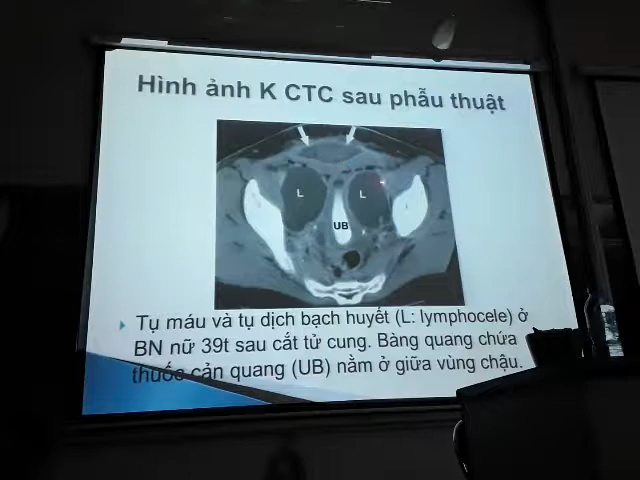 Hình ảnh K CTC sau phẫu thuật
L
L
UB
Tụ máu và tụ dịch bạch huyết (L: lymphocele) ở
BN nữ 39t sau cắt tử cung. Bàng quang chứa
thuốc cản quang (UB) nằm ở giữa vùng chậu.